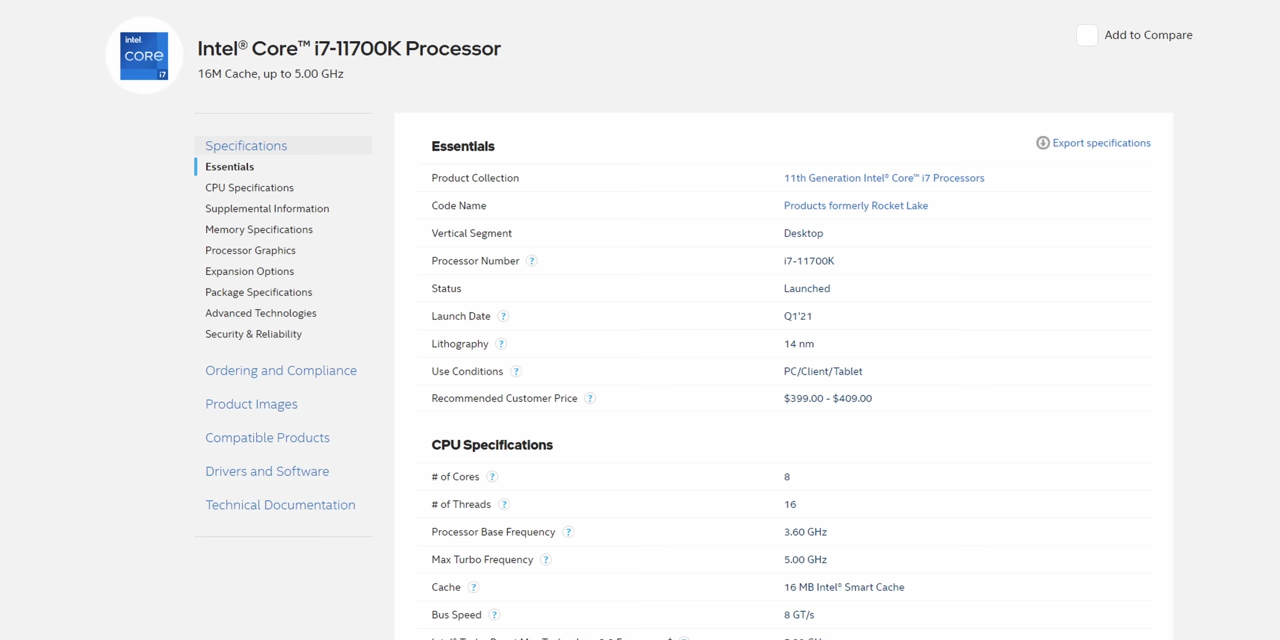 intel
CORE
i7
Intel® Core™ i7-11700K Processor
16M Cache, up to 5.00 GHz
Add to Compare
Specifications
Essentials
CPU Specifications
Supplemental Information
Memory Specifications
Processor Graphics
Expansion Options
Package Specifications
Advanced Technologies
Security & Reliability
Ordering and Compliance
Product Images
Compatible Products
Drivers and Software
Technical Documentation
Essentials
Export specifications
Product Collection 11th Generation Intel® Core™ i7 Processors
Code Name Products formerly Rocket Lake
Vertical Segment Desktop
Processor Number ? i7-11700K
Status Launched
Launch Date ? Q1'21
Lithography ? 14 nm
Use Conditions ? PC/Client/Tablet
Recommended Customer Price ? $399.00 - $409.00
CPU Specifications
# of Cores ? 8
# of Threads ? 16
Processor Base Frequency ? 3.60 GHz
Max Turbo Frequency ? 5.00 GHz
Cache ? 16 MB Intel® Smart Cache
Bus Speed ? 8 GT/s